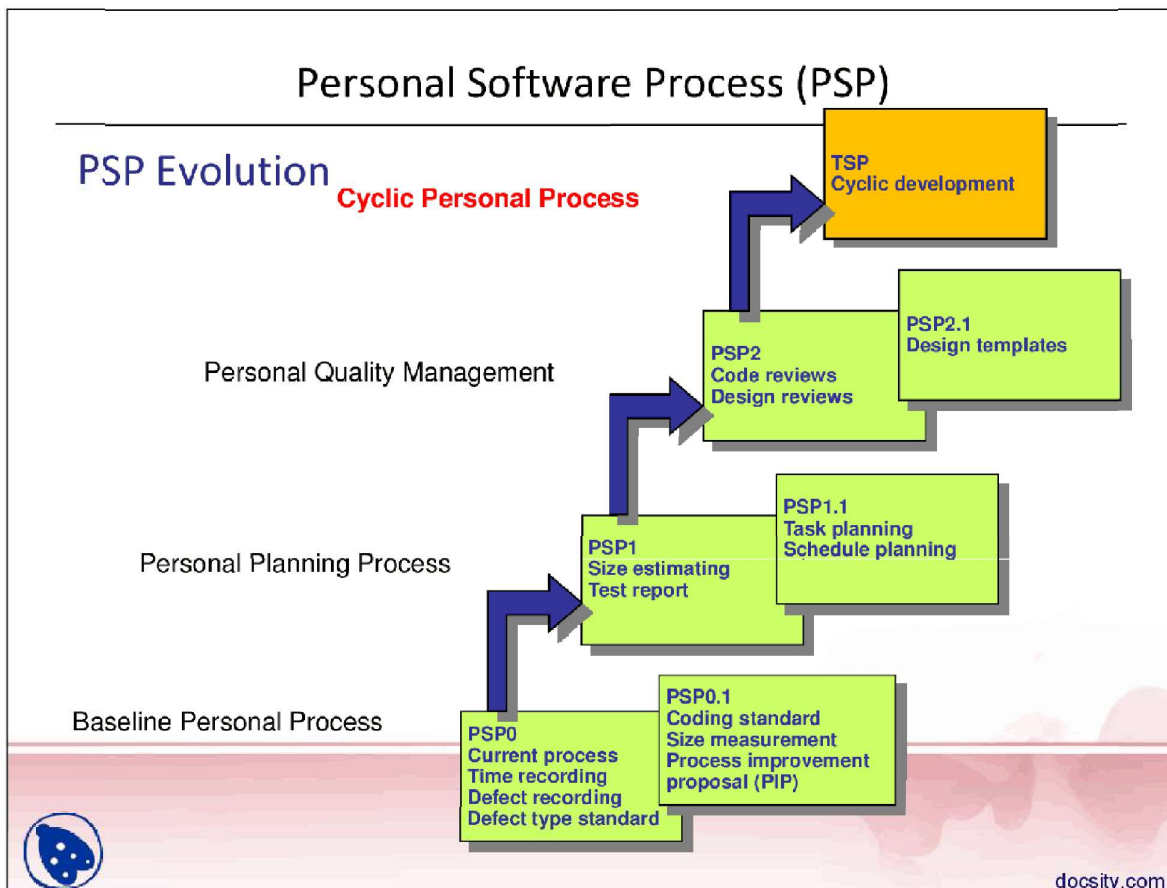 Personal Software Process (PSP)
PSP Evolution
Cyclic Personal Process
TSP
Cyclic development
Personal Quality Management
PSP2
Code reviews
Design reviews
PSP2.1
Design templates
Personal Planning Process
PSP1
Size estimating
Test report
PSP1.1
Task planning
Schedule planning
Baseline Personal Process
PSP0
Current process
Time recording
Defect recording
Defect type standard
PSP0.1
Coding standard
Size measurement
Process improvement
proposal (PIP)
docsity.com